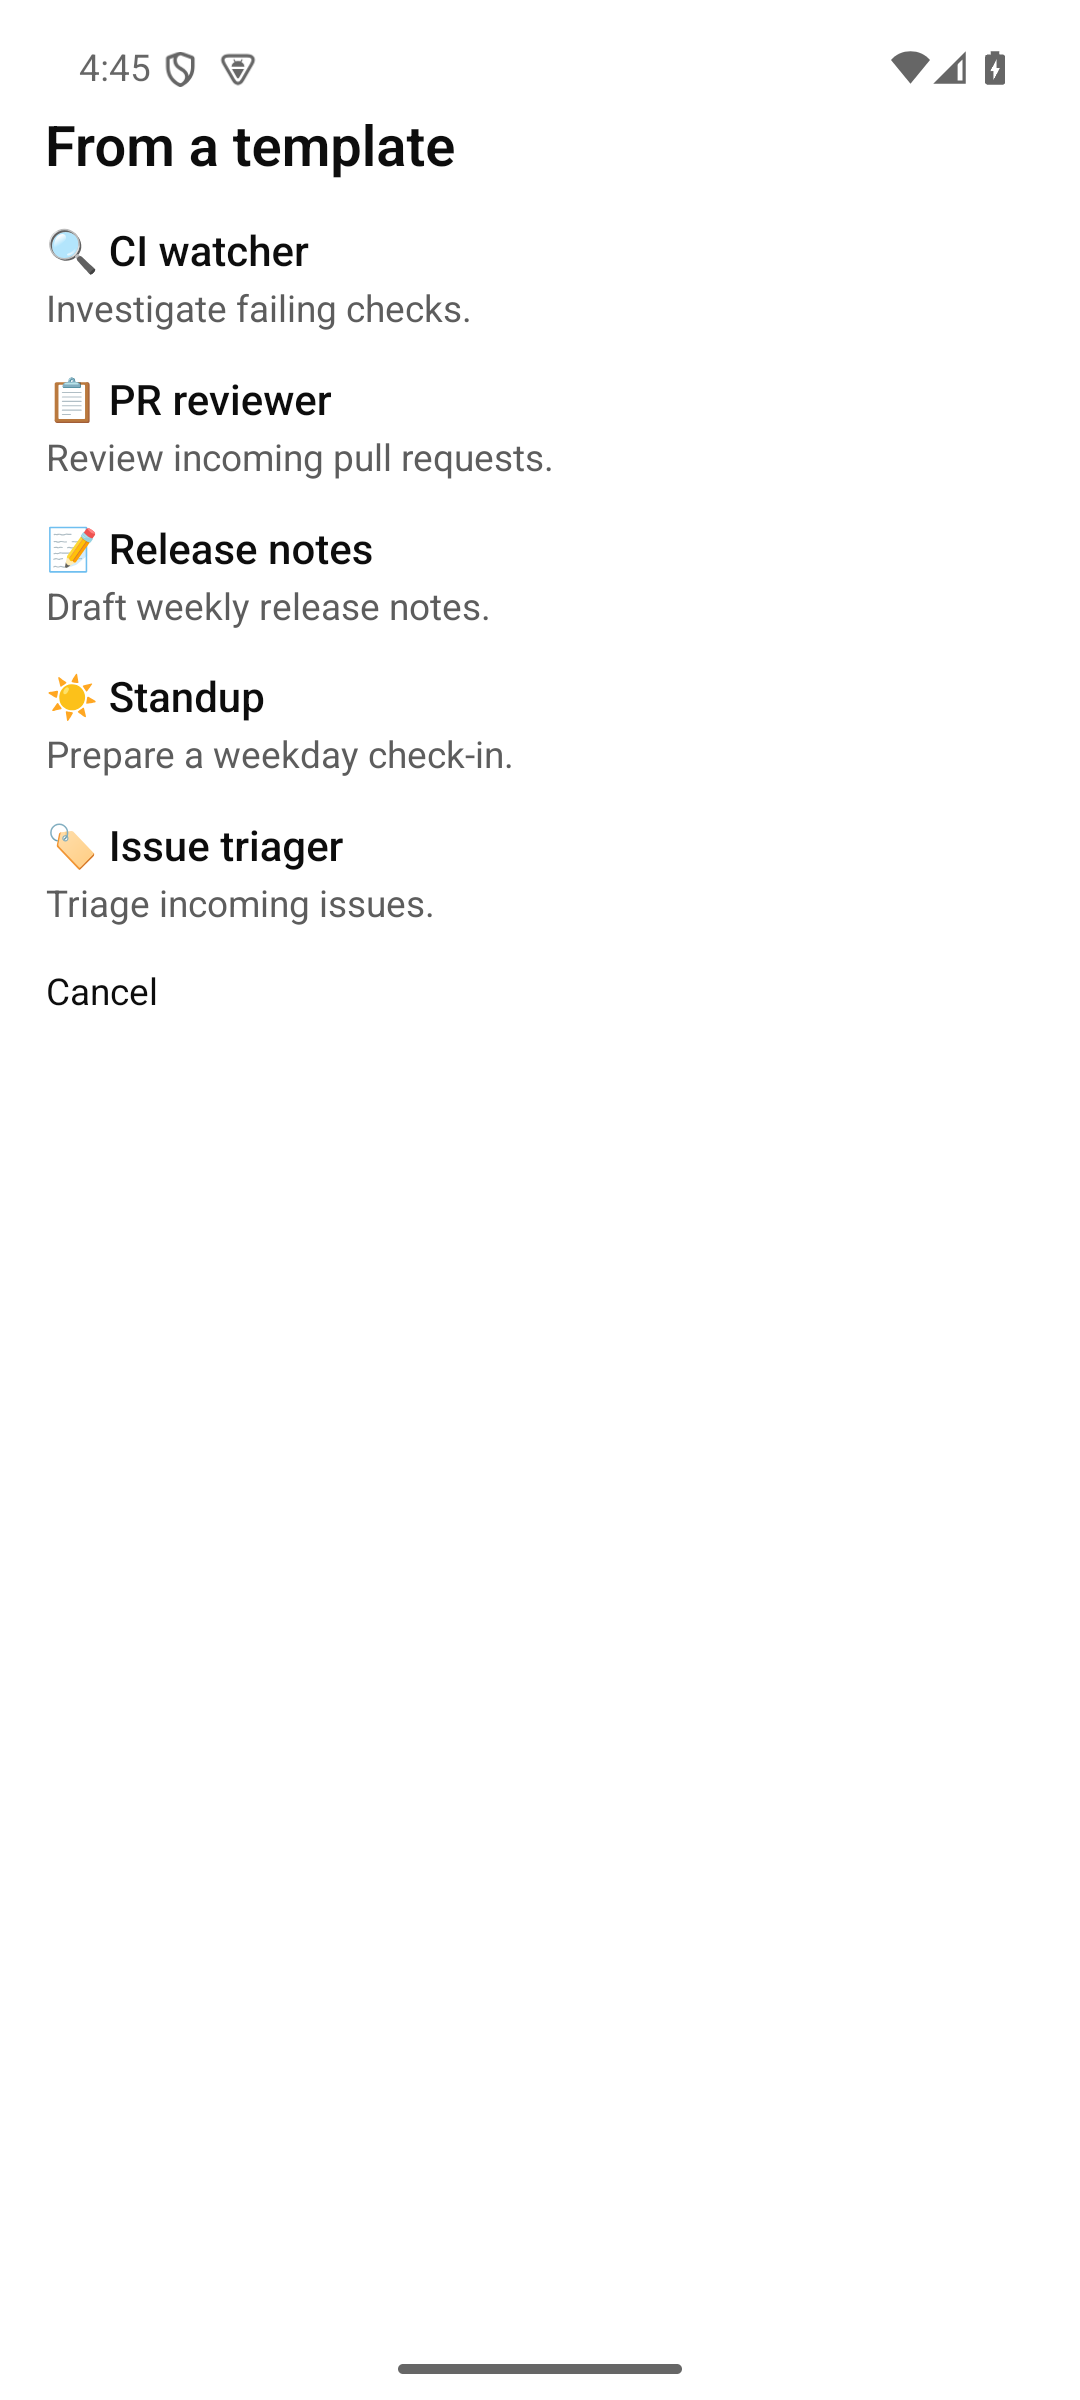 4:45
From a template
🔍 CI watcher
Investigate failing checks.
📋 PR reviewer
Review incoming pull requests.
📝 Release notes
Draft weekly release notes.
☀️ Standup
Prepare a weekday check-in.
🏷️ Issue triager
Triage incoming issues.
Cancel